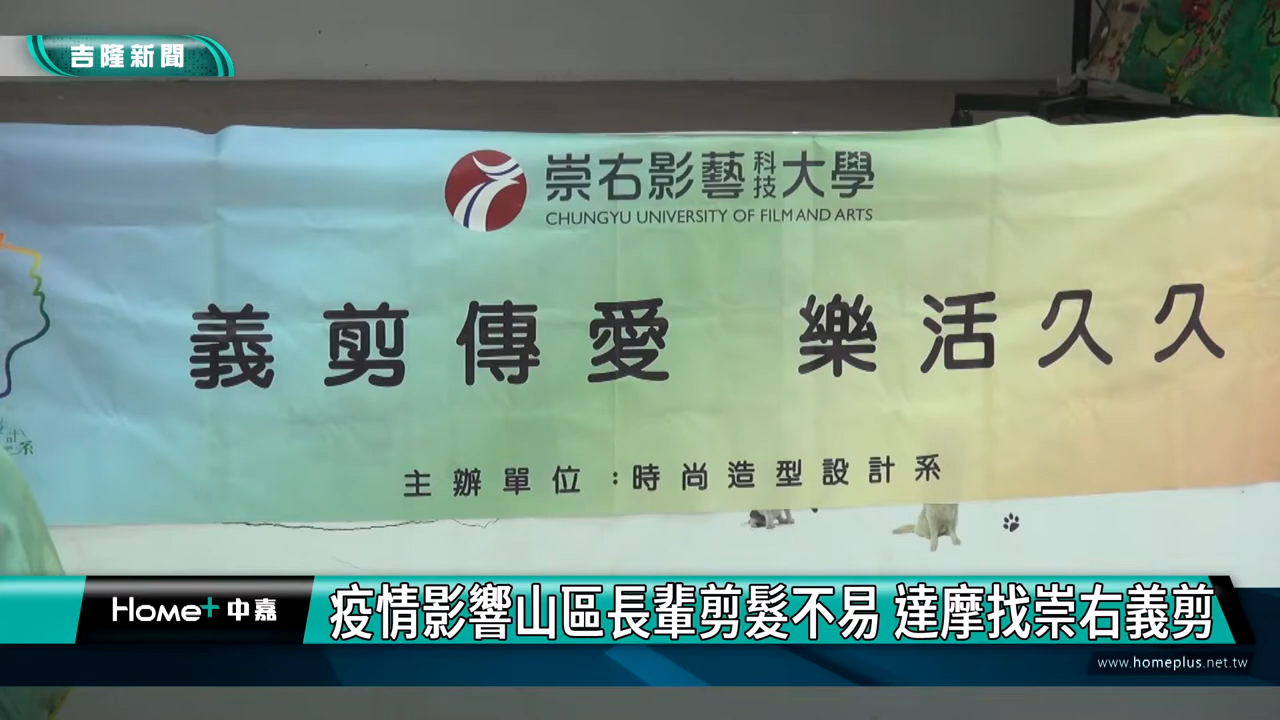 吉隆新聞
崇右影藝科技大學
CHUNGYU UNIVERSITY OF FILM AND ARTS
義剪傳愛 樂活久久
主辦單位：時尚造型設計系
計系
Home+中嘉
疫情影響山區長輩剪髮不易 達摩找崇右義剪
www.homeplus.net.tw